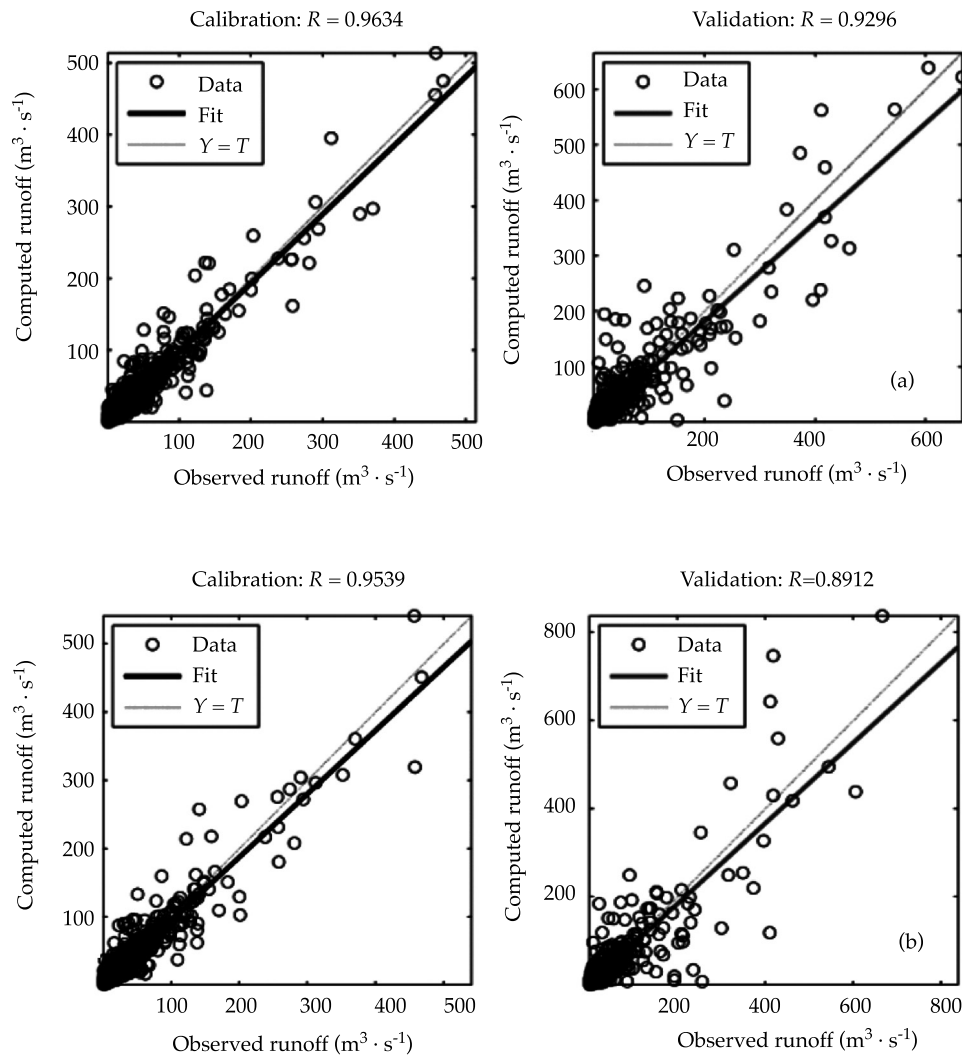 Calibration: R = 0.9634
Computed runoff (m³ · s⁻¹)
500
400
300
200
100
Data
Fit
Y = T
100 200 300 400 500
Observed runoff (m³ · s⁻¹)
Validation: R = 0.9296
Computed runoff (m³ · s⁻¹)
600
500
400
300
200
100
Data
Fit
Y = T
(a)
200 400 600
Observed runoff (m³ · s⁻¹)
Calibration: R = 0.9539
Computed runoff (m³ · s⁻¹)
500
400
300
200
100
Data
Fit
Y = T
100 200 300 400 500
Observed runoff (m³ · s⁻¹)
Validation: R=0.8912
Computed runoff (m³ · s⁻¹)
800
600
400
200
Data
Fit
Y = T
(b)
200 400 600 800
Observed runoff (m³ · s⁻¹)